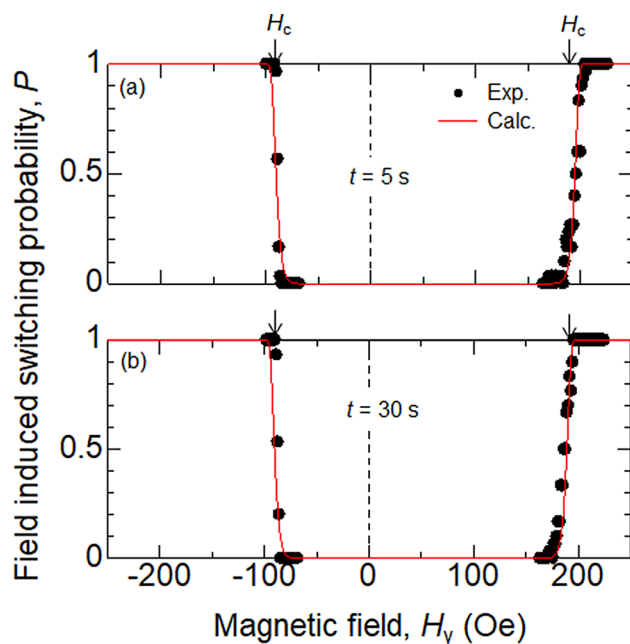 Hc Hc
1
(a)
Exp.
Calc.
0.5
t = 5 s
0
1
(b)
t = 30 s
0.5
0
-200 -100 0 100 200
Magnetic field, Hy (Oe)
Field induced switching probability, P